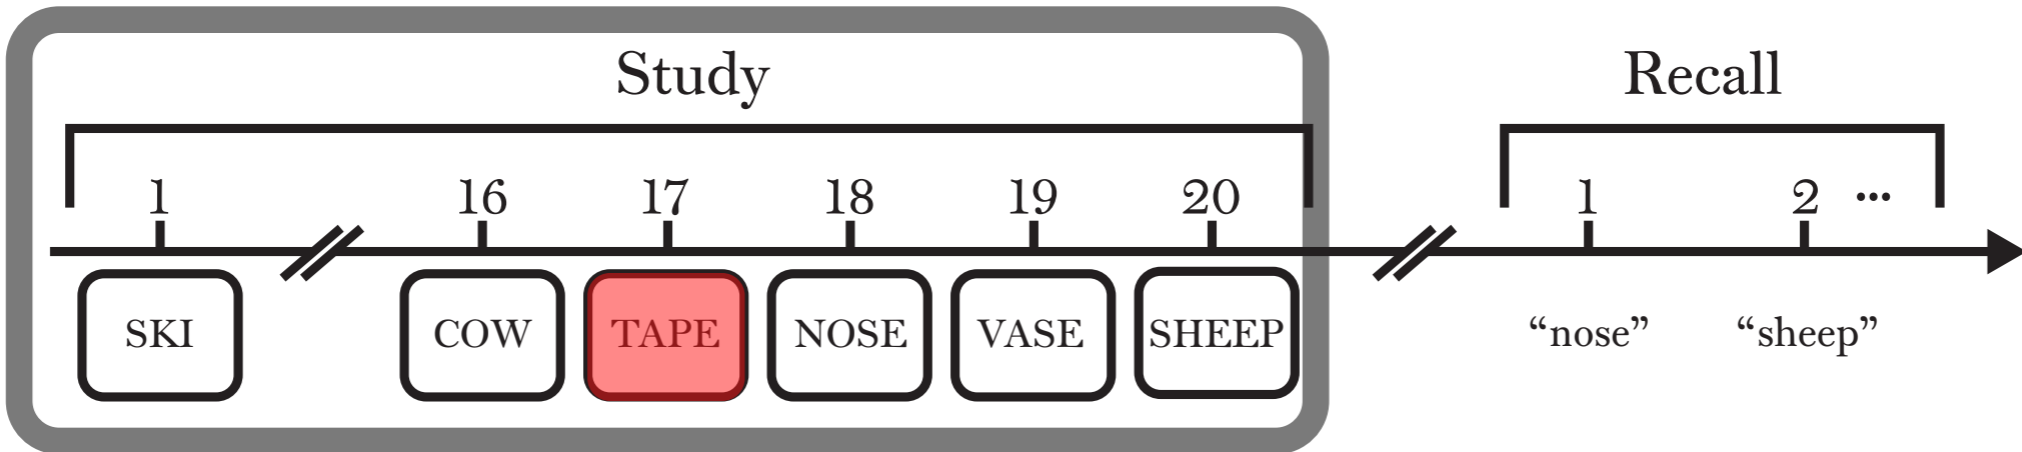 Study Recall
1 16 17 18 19 20 1 2 ...
SKI COW TAPE NOSE VASE SHEEP “nose” “sheep”